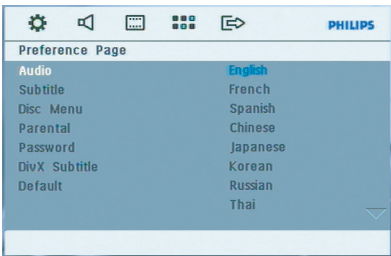 PHILIPS
Preference Page
Audio
Subtitle
Disc Menu
Parental
Password
DivX Subtitle
Default
English
French
Spanish
Chinese
Japanese
Korean
Russian
Thai